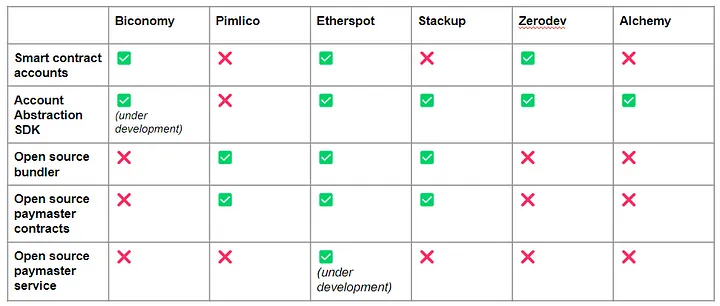 Biconomy Pimlico Etherspot Stackup Zerodev Alchemy
Smart contract
accounts
Account
Abstraction
SDK
(under
development)
Open source
bundler
Open source
paymaster
contracts
Open source
paymaster
service
(under
development)